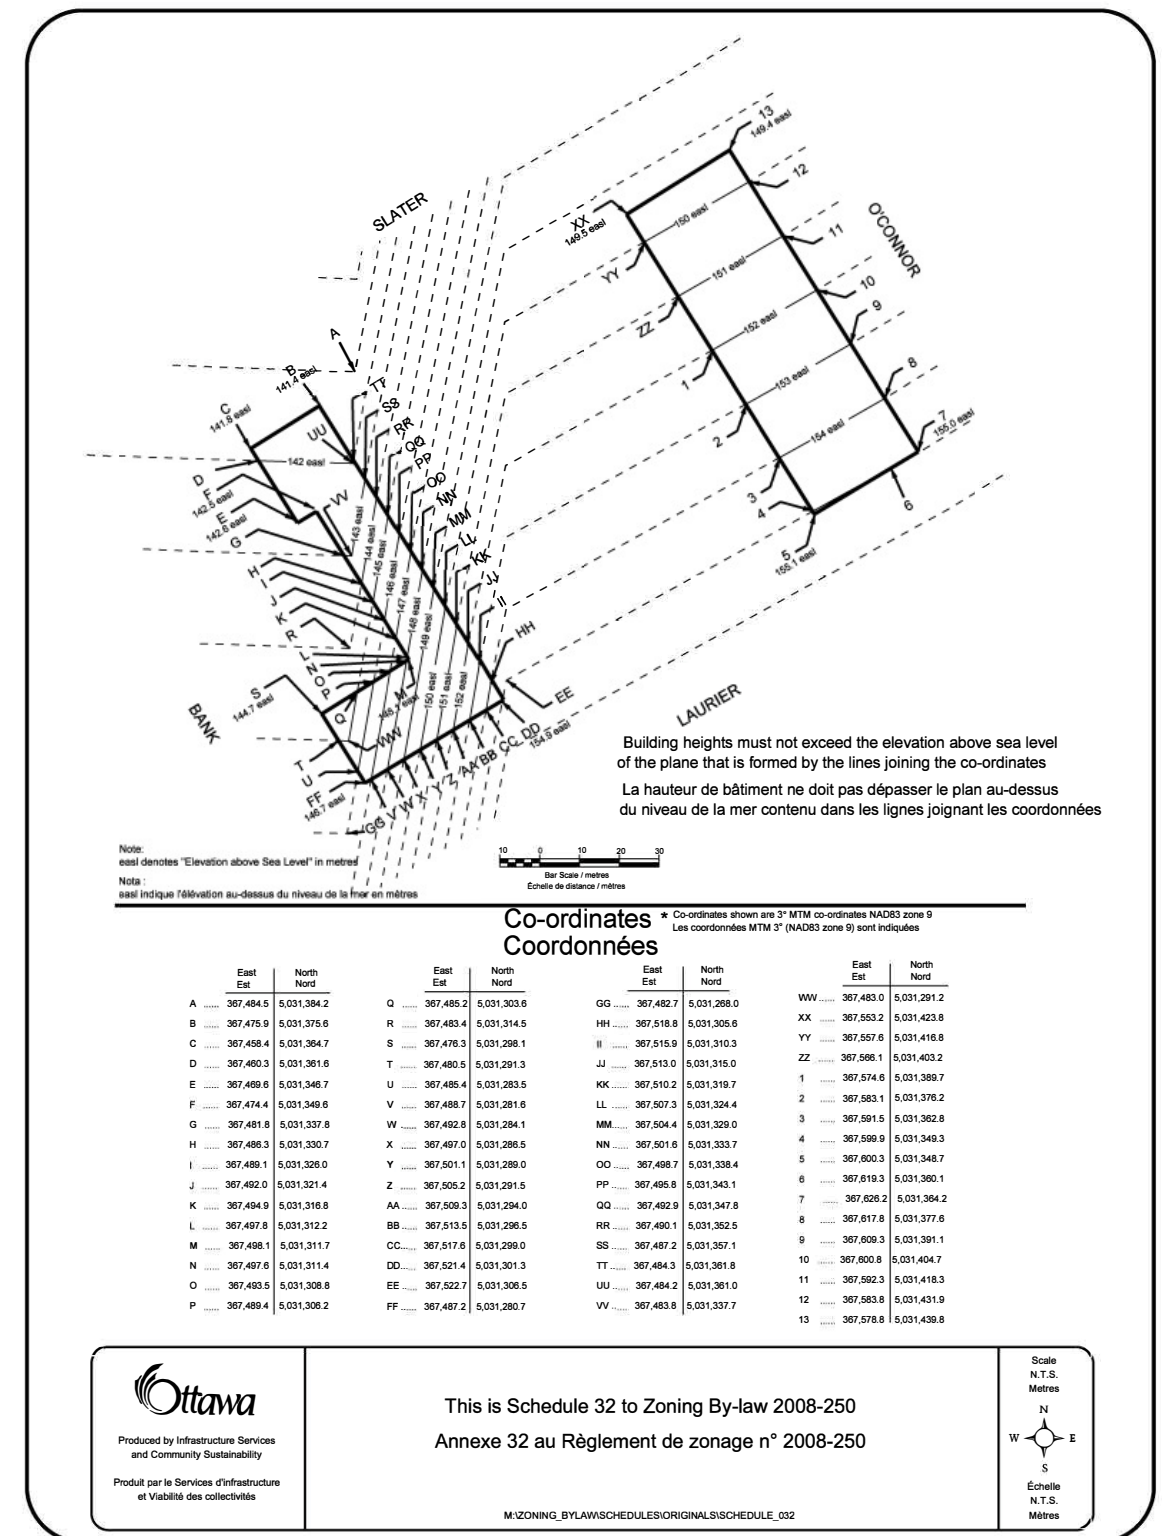 SLATER
O'CONNOR
BANK
LAURIER
13
149.4 easl
12
11
10
9
8
7
155.0 easl
6
5
155.1 easl
4
3
2
1
ZZ
YY
XX
149.5 easl
150 easl
151 easl
152 easl
153 easl
154 easl
A
B
141.4 easl
C
141.8 easl
D
F
142.5 easl
E
142.6 easl
G
H
I
J
K
R
L
N
O
P
M
148.1 easl
Q
S
144.7 easl
T
U
FF
146.7 easl
GG
V
W
X
Y
Z
AA
BB
CC
DD
154.9 easl
EE
HH
II
JJ
KK
LL
MM
NN
OO
PP
QQ
RR
SS
TT
UU
VV
WW
142 easl
143 easl
144 easl
145 easl
146 easl
147 easl
148 easl
149 easl
150 easl
151 easl
152 easl
Building heights must not exceed the elevation above sea level
of the plane that is formed by the lines joining the co-ordinates
La hauteur de bâtiment ne doit pas dépasser le plan au-dessus
du niveau de la mer contenu dans les lignes joignant les coordonnées
Note:
easl denotes "Elevation above Sea Level" in metres
Nota :
easl indique l'élévation au-dessus du niveau de la mer en mètres
10 0 10 20 30
Bar Scale / metres
Échelle de distance / mètres
Co-ordinates
Coordonnées
* Co-ordinates shown are 3° MTM co-ordinates NAD83 zone 9
Les coordonnées MTM 3° (NAD83 zone 9) sont indiquées
East North
Est Nord
A ...... 367,484.5 5,031,384.2
B ...... 367,475.9 5,031,375.6
C ...... 367,458.4 5,031,364.7
D ...... 367,460.3 5,031,361.6
E ...... 367,469.6 5,031,346.7
F ...... 367,474.4 5,031,349.6
G ...... 367,481.8 5,031,337.8
H ...... 367,486.3 5,031,330.7
I ...... 367,489.1 5,031,326.0
J ...... 367,492.0 5,031,321.4
K ...... 367,494.9 5,031,316.8
L ...... 367,497.8 5,031,312.2
M ...... 367,498.1 5,031,311.7
N ...... 367,497.6 5,031,311.4
O ...... 367,493.5 5,031,308.8
P ...... 367,489.4 5,031,306.2
East North
Est Nord
Q ...... 367,485.2 5,031,303.6
R ...... 367,483.4 5,031,314.5
S ...... 367,476.3 5,031,298.1
T ...... 367,480.5 5,031,291.3
U ...... 367,485.4 5,031,283.5
V ...... 367,488.7 5,031,281.6
W ...... 367,492.8 5,031,284.1
X ...... 367,497.0 5,031,286.5
Y ...... 367,501.1 5,031,289.0
Z ...... 367,505.2 5,031,291.5
AA ...... 367,509.3 5,031,294.0
BB ...... 367,513.5 5,031,296.5
CC...... 367,517.6 5,031,299.0
DD...... 367,521.4 5,031,301.3
EE ...... 367,522.7 5,031,306.5
FF ...... 367,487.2 5,031,280.7
East North
Est Nord
GG ...... 367,482.7 5,031,268.0
HH ...... 367,518.8 5,031,305.6
II ...... 367,515.9 5,031,310.3
JJ ...... 367,513.0 5,031,315.0
KK ...... 367,510.2 5,031,319.7
LL ...... 367,507.3 5,031,324.4
MM...... 367,504.4 5,031,329.0
NN ...... 367,501.6 5,031,333.7
OO ...... 367,498.7 5,031,338.4
PP ...... 367,495.8 5,031,343.1
QQ ...... 367,492.9 5,031,347.8
RR ...... 367,490.1 5,031,352.5
SS ...... 367,487.2 5,031,357.1
TT ...... 367,484.3 5,031,361.8
UU ...... 367,484.2 5,031,361.0
VV ...... 367,483.8 5,031,337.7
East North
Est Nord
WW ...... 367,483.0 5,031,291.2
XX ...... 367,553.2 5,031,423.8
YY ...... 367,557.6 5,031,416.8
ZZ ...... 367,566.1 5,031,403.2
1 ...... 367,574.6 5,031,389.7
2 ...... 367,583.1 5,031,376.2
3 ...... 367,591.5 5,031,362.8
4 ...... 367,599.9 5,031,349.3
5 ...... 367,600.3 5,031,348.7
6 ...... 367,619.3 5,031,360.1
7 ...... 367,626.2 5,031,364.2
8 ...... 367,617.8 5,031,377.6
9 ...... 367,609.3 5,031,391.1
10 ...... 367,600.8 5,031,404.7
11 ...... 367,592.3 5,031,418.3
12 ...... 367,583.8 5,031,431.9
13 ...... 367,578.8 5,031,439.8
Ottawa
Produced by Infrastructure Services
and Community Sustainability
Produit par le Services d'infrastructure
et Viabilité des collectivités
This is Schedule 32 to Zoning By-law 2008-250
Annexe 32 au Règlement de zonage n° 2008-250
M:\ZONING_BYLAW\SCHEDULES\ORIGINALS\SCHEDULE_032
Scale
N.T.S.
Metres
N
W E
S
Échelle
N.T.S.
Mètres